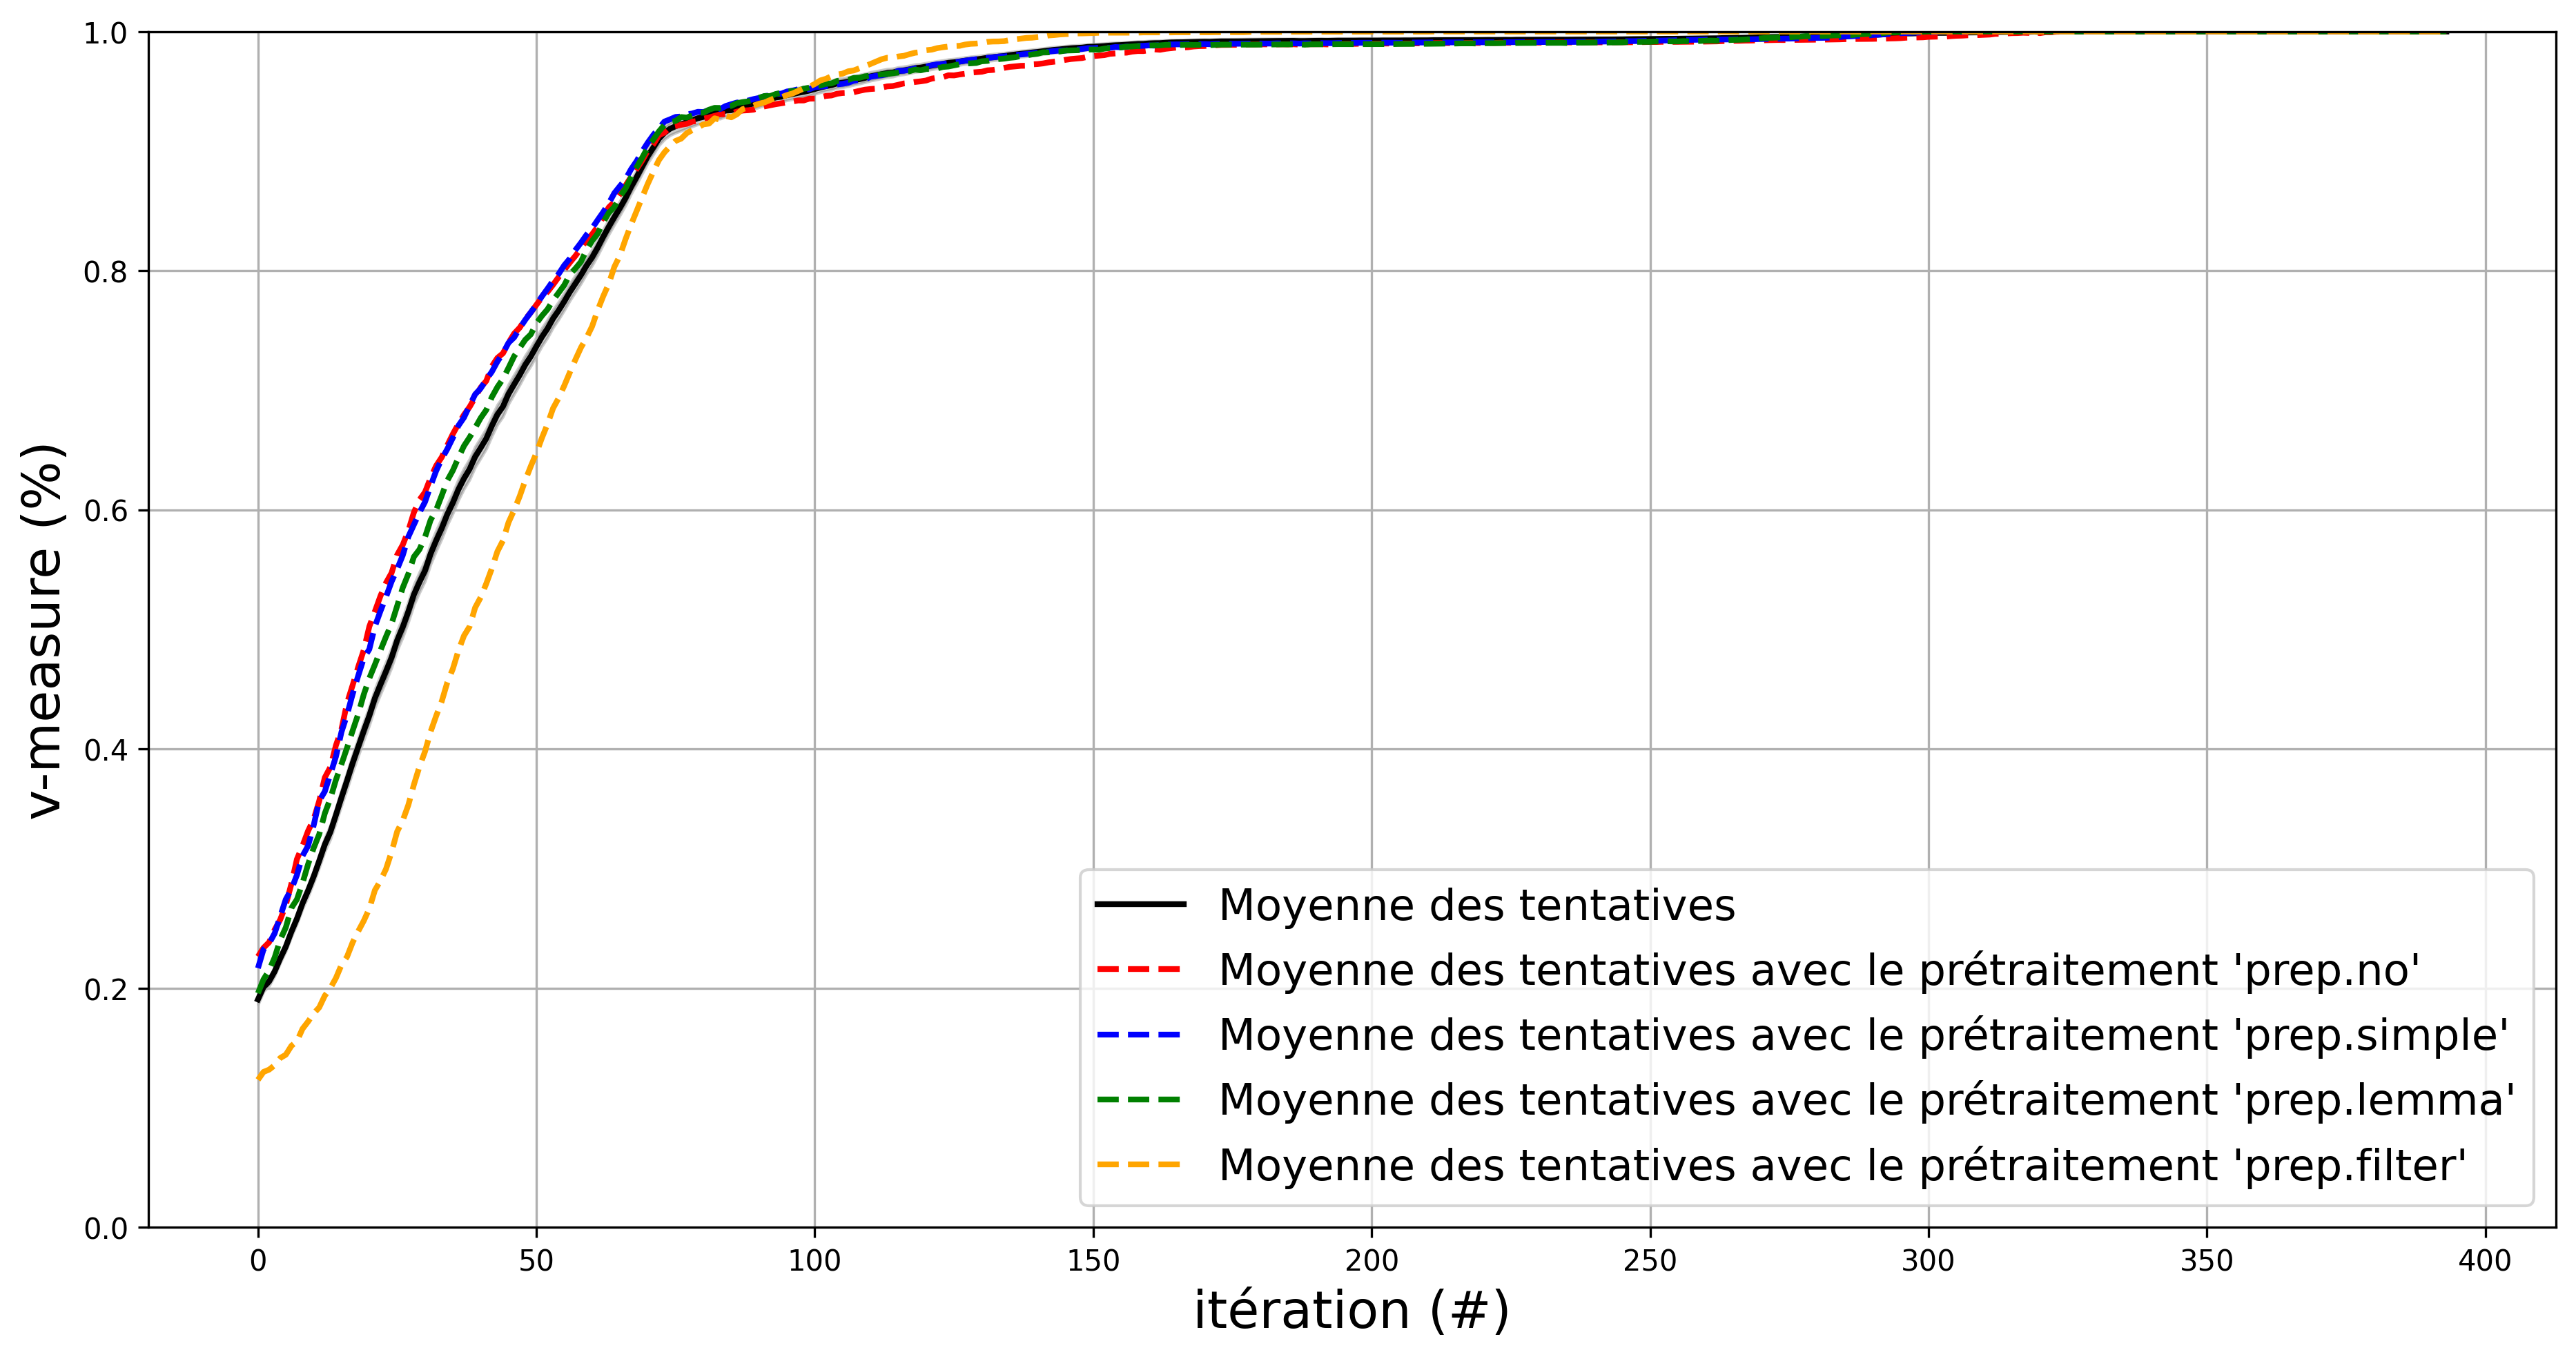 1.0
0.8
0.6
0.4
0.2
0.0
v-measure (%)
0 50 100 150 200 250 300 350 400
itération (#)
Moyenne des tentatives
Moyenne des tentatives avec le prétraitement 'prep.no'
Moyenne des tentatives avec le prétraitement 'prep.simple'
Moyenne des tentatives avec le prétraitement 'prep.lemma'
Moyenne des tentatives avec le prétraitement 'prep.filter'